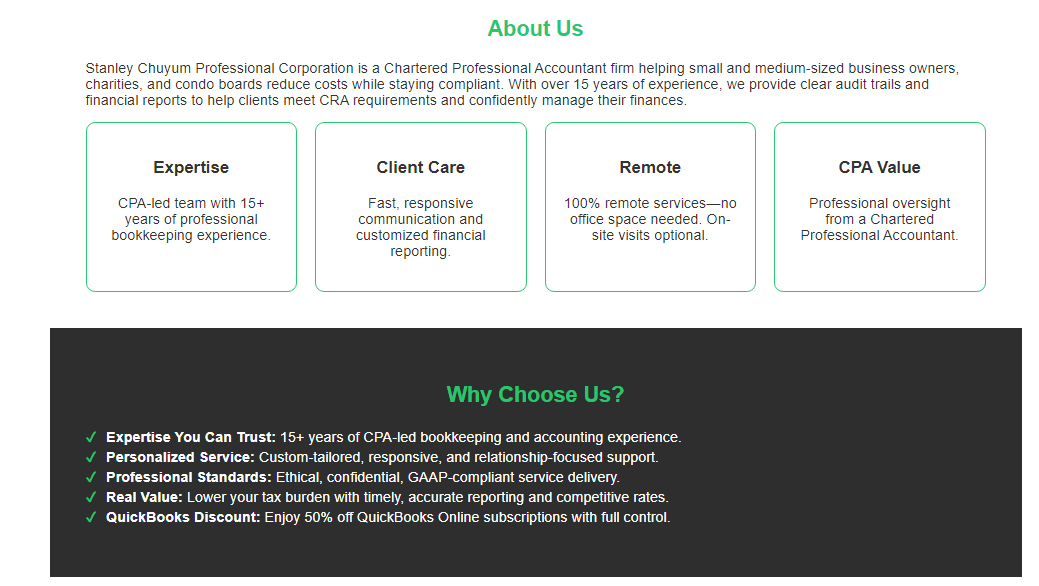 About Us
Stanley Chuyum Professional Corporation is a Chartered Professional Accountant firm helping small and medium-sized business owners,
charities, and condo boards reduce costs while staying compliant. With over 15 years of experience, we provide clear audit trails and
financial reports to help clients meet CRA requirements and confidently manage their finances.
Expertise
CPA-led team with 15+
years of professional
bookkeeping experience.
Client Care
Fast, responsive
communication and
customized financial
reporting.
Remote
100% remote services—no
office space needed. On-
site visits optional.
CPA Value
Professional oversight
from a Chartered
Professional Accountant.
Why Choose Us?
✓ Expertise You Can Trust: 15+ years of CPA-led bookkeeping and accounting experience.
✓ Personalized Service: Custom-tailored, responsive, and relationship-focused support.
✓ Professional Standards: Ethical, confidential, GAAP-compliant service delivery.
✓ Real Value: Lower your tax burden with timely, accurate reporting and competitive rates.
✓ QuickBooks Discount: Enjoy 50% off QuickBooks Online subscriptions with full control.